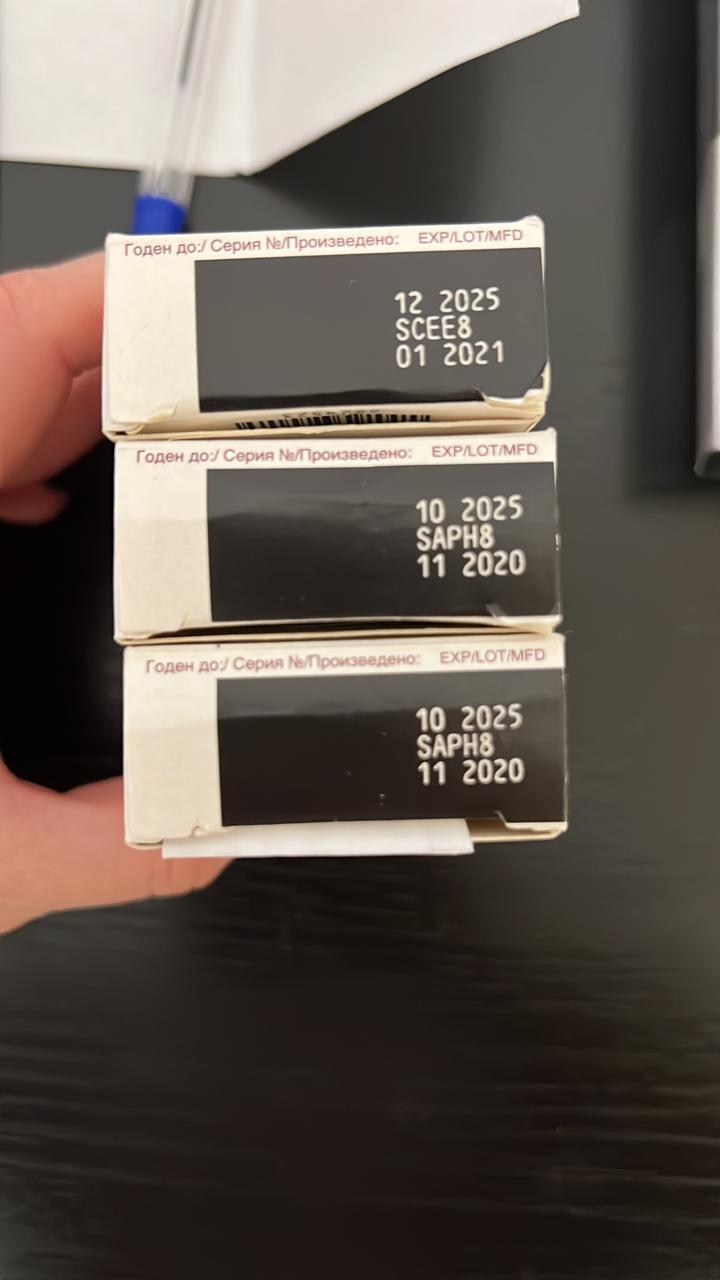 Годен до:/ Серия №/Произведено: EXP/LOT/MFD
12 2025
SCEE8
01 2021
Годен до:/ Серия №/Произведено: EXP/LOT/MFD
10 2025
SAPH8
11 2020
Годен до:/ Серия №/Произведено: EXP/LOT/MFD
10 2025
SAPH8
11 2020